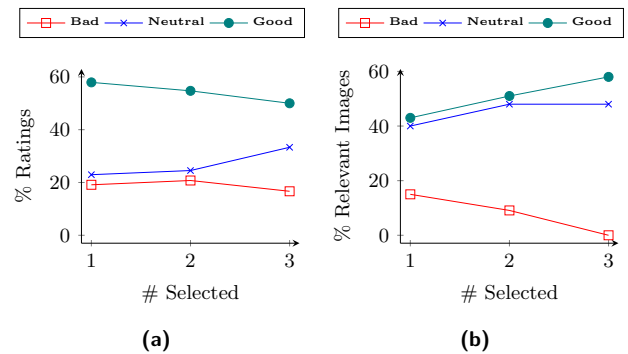 Bad Neutral Good
% Ratings
60
40
20
0
1 2 3
# Selected
(a)
Bad Neutral Good
% Relevant Images
60
40
20
0
1 2 3
# Selected
(b)